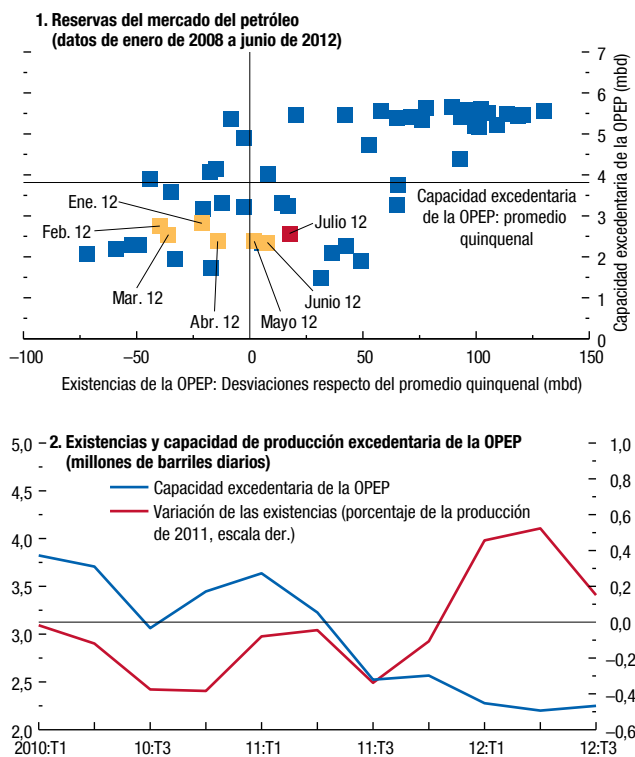 1. Reservas del mercado del petróleo
(datos de enero de 2008 a junio de 2012)
7
6
5
4
3
2
1
0
Capacidad excedentaria de la OPEP (mbd)
Capacidad excedentaria
de la OPEP: promedio
quinquenal
Ene. 12
Feb. 12
Mar. 12
Abr. 12
Mayo 12
Junio 12
Julio 12
−100
−50
0
50
100
150
Existencias de la OPEP: Desviaciones respecto del promedio quinquenal (mbd)
2. Existencias y capacidad de producción excedentaria de la OPEP
(millones de barriles diarios)
Capacidad excedentaria de la OPEP
Variación de las existencias (porcentaje de la producción
de 2011, escala der.)
5,0
4,5
4,0
3,5
3,0
2,5
2,0
1,0
0,8
0,6
0,4
0,2
0,0
−0,2
−0,4
−0,6
2010:T1
10:T3
11:T1
11:T3
12:T1
12:T3